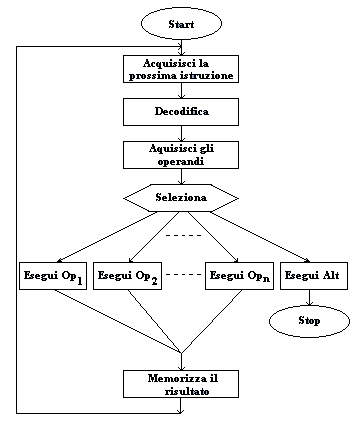 Start
Acquisisci la
prossima istruzione
Decodifica
Aquisisci gli
operandi
Seleziona
Esegui Op1
Esegui Op2
Esegui Opn
Esegui Alt
Stop
Memorizza il
risultato